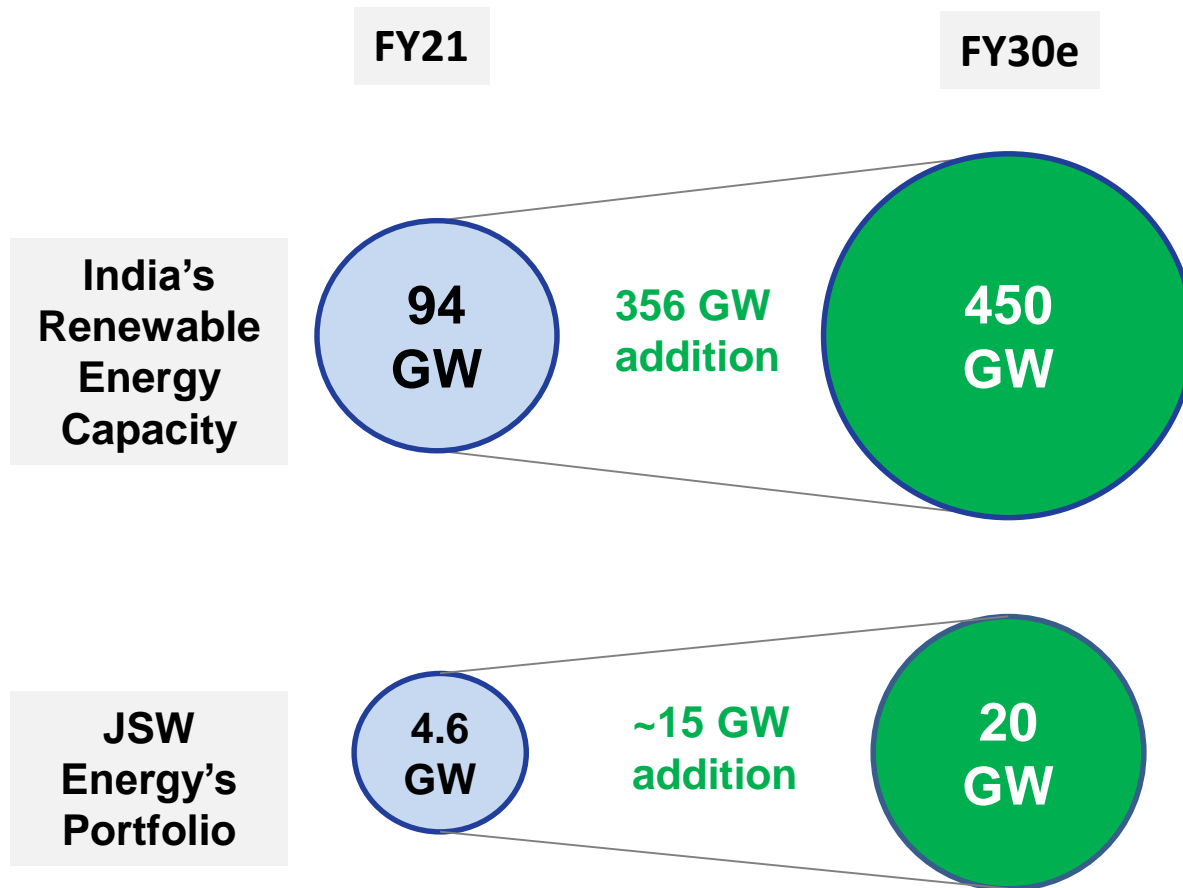 FY21
FY30e
India’s
Renewable
Energy
Capacity
94
GW
356 GW
addition
450
GW
JSW
Energy’s
Portfolio
4.6
GW
~15 GW
addition
20
GW